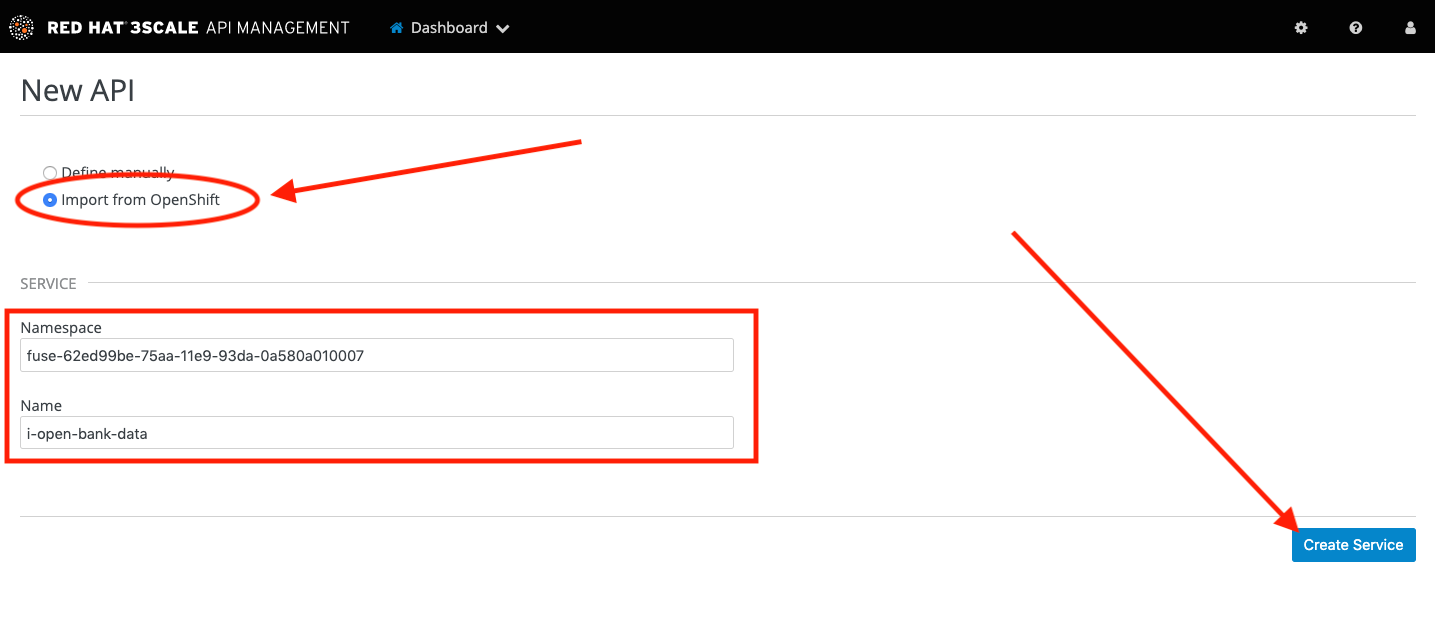 RED HAT 3SCALE API MANAGEMENT Dashboard
New API
Define manually
Import from OpenShift
SERVICE
Namespace
fuse-62ed99be-75aa-11e9-93da-0a580a010007
Name
i-open-bank-data
Create Service